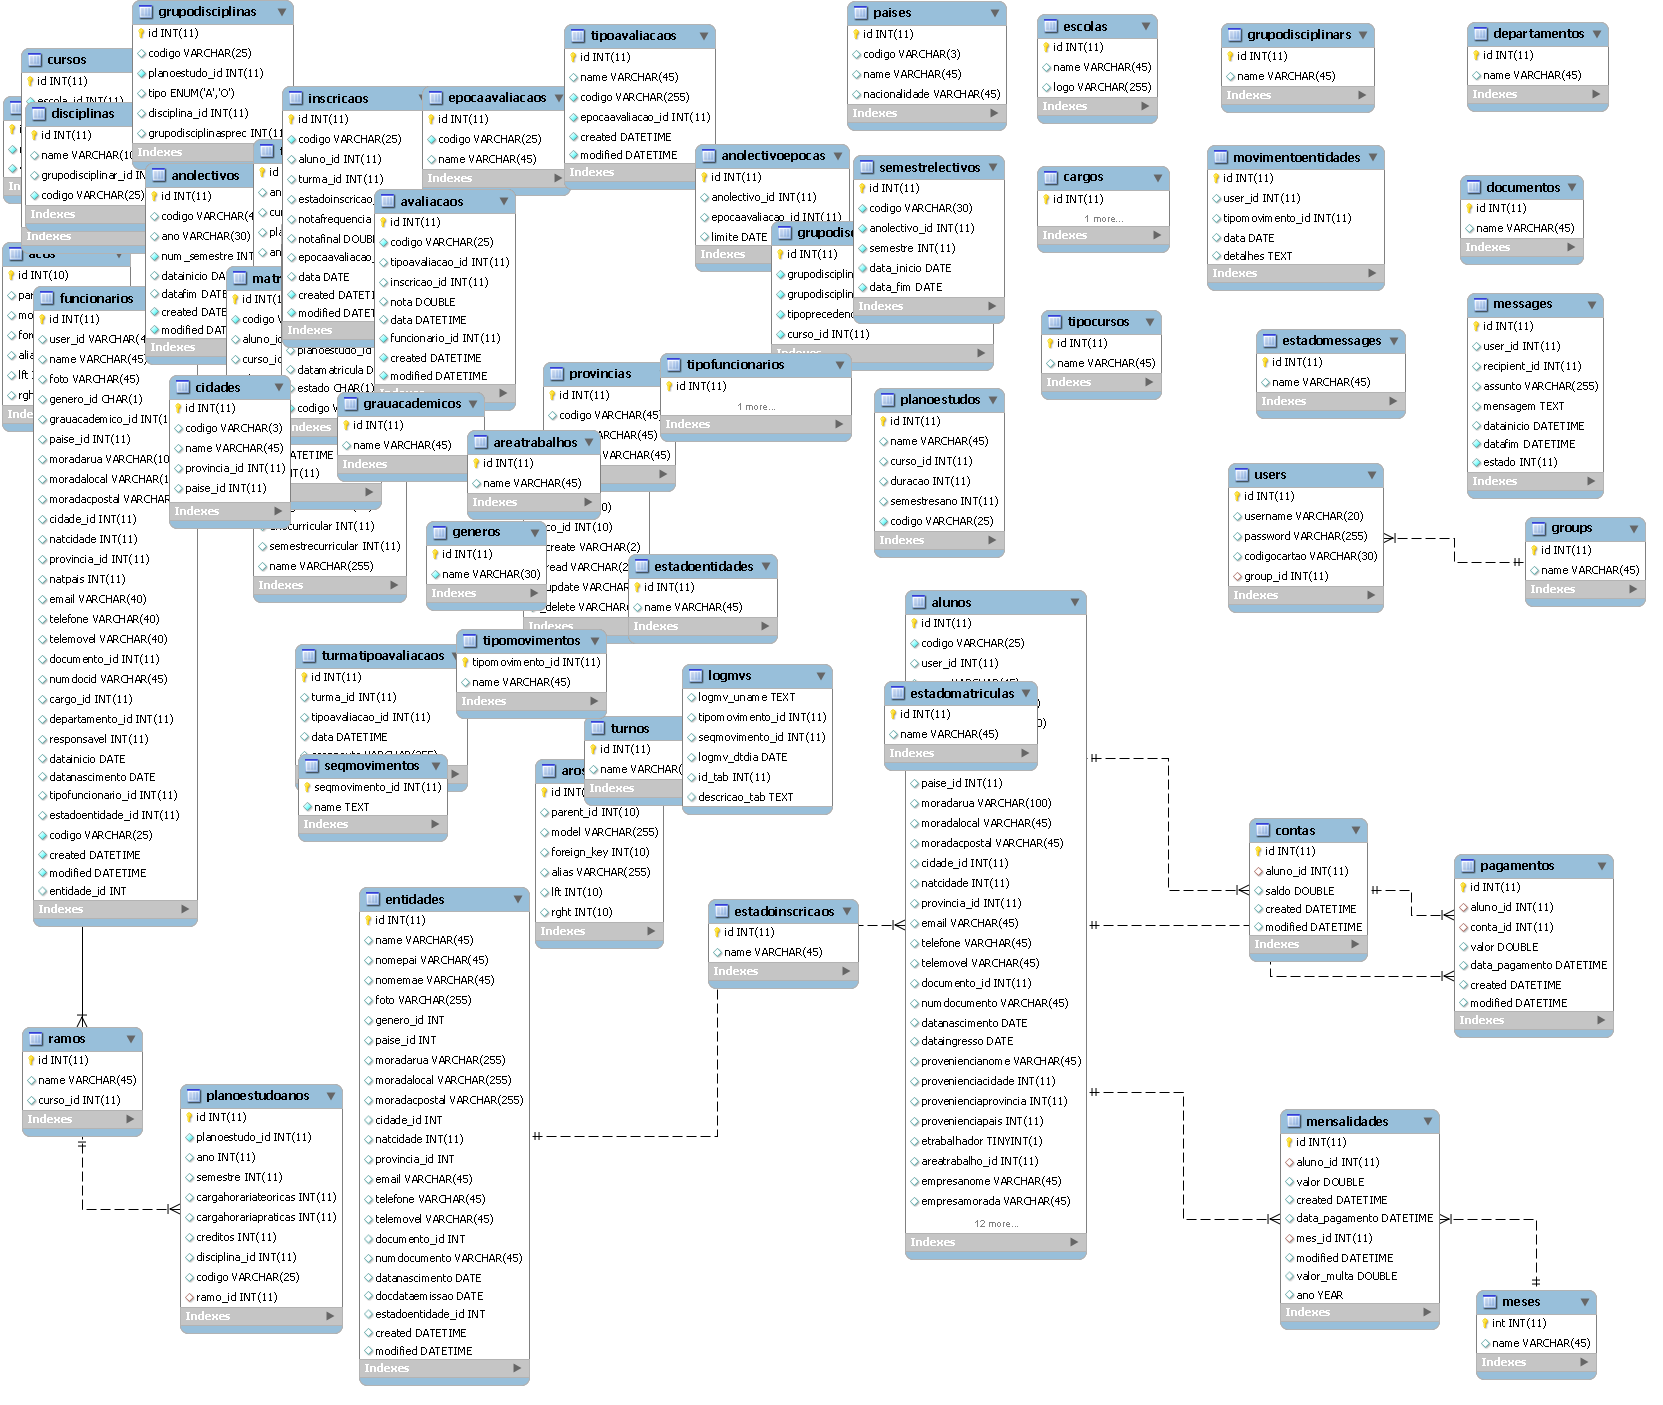 grupodisciplinas
id INT(11)
codigo VARCHAR(25)
planoestudo_id INT(11)
tipo ENUM('A','O')
disciplina_id INT(11)
grupodisciplinasprec INT(11)
Indexes
cursos
id INT(11)
escola_id INT(11)
disciplinas
id INT(11)
name VARCHAR(10
grupodisciplinar_id IN
codigo VARCHAR(25)
Indexes
Indexes
anolectivos
id INT(11)
codigo VARCHAR(4
ano VARCHAR(30)
num_semestre INT
datainicio DA
datafim DATE
created DATE
modified DAT
Indexes
inscricaos
id INT(11)
codigo VARCHAR(25)
aluno_id INT(11)
turma_id INT(11)
estadoinscricao_
notafrequencia
notafinal DOUBL
epocaavaliacao_
data DATE
created DATETI
modified DATET
Indexes
epocaavaliacaos
id INT(11)
codigo VARCHAR(25)
name VARCHAR(45)
Indexes
tipoavaliacaos
id INT(11)
name VARCHAR(45)
codigo VARCHAR(255)
epocaavaliacao_id INT(11)
created DATETIME
modified DATETIME
Indexes
avaliacaos
id INT(11)
codigo VARCHAR(25)
tipoavaliacao_id INT(11)
inscricao_id INT(11)
nota DOUBLE
data DATETIME
funcionario_id INT(11)
created DATETIME
modified DATETIME
anolectivoepocas
id INT(11)
anolectivo_id INT(11)
epocaavaliacao_id INT(11)
limite DATE
Indexes
grupodisc
id INT(11)
grupodisciplin
grupodisciplin
tipoprecedenc
curso_id INT(11)
Indexes
semestrelectivos
id INT(11)
codigo VARCHAR(30)
anolectivo_id INT(11)
semestre INT(11)
data_inicio DATE
data_fim DATE
Indexes
paises
id INT(11)
codigo VARCHAR(3)
name VARCHAR(45)
nacionalidade VARCHAR(45)
Indexes
escolas
id INT(11)
name VARCHAR(45)
logo VARCHAR(255)
Indexes
grupodisciplinars
id INT(11)
name VARCHAR(45)
Indexes
departamentos
id INT(11)
name VARCHAR(45)
Indexes
cargos
id INT(11)
1 more...
Indexes
movimentoentidades
id INT(11)
user_id INT(11)
tipomovimento_id INT(11)
data DATE
detalhes TEXT
Indexes
documentos
id INT(11)
name VARCHAR(45)
Indexes
tipocursos
id INT(11)
name VARCHAR(45)
Indexes
estadomessages
id INT(11)
name VARCHAR(45)
Indexes
messages
id INT(11)
user_id INT(11)
recipient_id INT(11)
assunto VARCHAR(255)
mensagem TEXT
datainicio DATETIME
datafim DATETIME
estado INT(11)
Indexes
acos
id INT(10)
par
mo
fore
alia
lft I
rgh
funcionarios
id INT(11)
user_id VARCHAR(4
name VARCHAR(45)
foto VARCHAR(45)
genero_id CHAR(1)
grauacademico_id INT(1
paise_id INT(11)
moradarua VARCHAR(10
moradalocal VARCHAR(
moradacpostal VARCHAR
cidade_id INT(11)
natcidade INT(11)
provincia_id INT(11)
natpais INT(11)
email VARCHAR(40)
telefone VARCHAR(40)
telemovel VARCHAR(40)
documento_id INT(11)
numdocid VARCHAR(45)
cargo_id INT(11)
departamento_id INT(11)
responsavel INT(11)
datainicio DATE
datanascimento DATE
tipofuncionario_id INT(11)
estadoentidade_id INT(11)
codigo VARCHAR(25)
created DATETIME
modified DATETIME
entidade_id INT
Indexes
matr
id INT(1
codigo V
aluno_id
curso_id
planoestudo_id
datamatricula D
estado CHAR(1)
codigo V
cidades
id INT(11)
codigo VARCHAR(3)
name VARCHAR(45)
provincia_id INT(11)
paise_id INT(11)
Indexes
semestrecurricular INT(11)
name VARCHAR(255)
Indexes
grauacademicos
id INT(11)
name VARCHAR(45)
Indexes
provincias
id INT(11)
codigo VARCHAR(45)
VARCHAR(45)
VARCHAR(45)
tipofuncionarios
id INT(11)
1 more...
Indexes
areatrabalhos
id INT(11)
name VARCHAR(45)
Indexes
generos
id INT(11)
name VARCHAR(30)
Indexes
co_id INT(10)
create VARCHAR(2)
read VARCHAR(2
update VARCHAR
_delete VARCHAR(
Indexes
estadoentidades
id INT(11)
name VARCHAR(45)
Indexes
planoestudos
id INT(11)
name VARCHAR(45)
curso_id INT(11)
duracao INT(11)
semestresano INT(11)
codigo VARCHAR(25)
Indexes
users
id INT(11)
username VARCHAR(20)
password VARCHAR(255)
codigocartao VARCHAR(30)
group_id INT(11)
Indexes
groups
id INT(11)
name VARCHAR(45)
Indexes
turmatipoavaliacaos
id INT(11)
turma_id INT(11)
tipoavaliacao_id INT(11)
data DATETIME
tipomovimentos
tipomovimento_id INT(11)
name VARCHAR(45)
Indexes
seqmovimentos
seqmovimento_id INT(11)
name TEXT
Indexes
logmvs
logmv_uname TEXT
tipomovimento_id INT(11)
seqmovimento_id INT(11)
logmv_dtdia DATE
id_tab INT(11)
descricao_tab TEXT
turnos
id INT(11)
name VARCHAR(
Indexes
aros
id INT(
parent_id INT(10)
model VARCHAR(255)
foreign_key INT(10)
alias VARCHAR(255)
lft INT(10)
rght INT(10)
Indexes
alunos
id INT(11)
codigo VARCHAR(25)
user_id INT(11)
estadomatriculas
id INT(11)
name VARCHAR(45)
Indexes
paise_id INT(11)
moradarua VARCHAR(100)
moradalocal VARCHAR(45)
moradacpostal VARCHAR(45)
cidade_id INT(11)
natcidade INT(11)
provincia_id INT(11)
email VARCHAR(45)
telefone VARCHAR(45)
telemovel VARCHAR(45)
documento_id INT(11)
numdocumento VARCHAR(45)
datanascimento DATE
dataingresso DATE
proveniencianome VARCHAR(45)
provenienciacidade INT(11)
provenienciaprovincia INT(11)
provenienciapais INT(11)
etrabalhador TINYINT(1)
areatrabalho_id INT(11)
empresanome VARCHAR(45)
empresamorada VARCHAR(45)
12 more...
Indexes
entidades
id INT(11)
name VARCHAR(45)
nomepai VARCHAR(45)
nomemae VARCHAR(45)
foto VARCHAR(255)
genero_id INT
paise_id INT
moradarua VARCHAR(255)
moradalocal VARCHAR(255)
moradacpostal VARCHAR(255)
cidade_id INT
natcidade INT(11)
provincia_id INT
email VARCHAR(45)
telefone VARCHAR(45)
telemovel VARCHAR(45)
documento_id INT
numdocumento VARCHAR(45)
datanascimento DATE
docdataemissao DATE
estadoentidade_id INT
created DATETIME
modified DATETIME
Indexes
estadoinscricaos
id INT(11)
name VARCHAR(45)
Indexes
contas
id INT(11)
aluno_id INT(11)
saldo DOUBLE
created DATETIME
modified DATETIME
Indexes
pagamentos
id INT(11)
aluno_id INT(11)
conta_id INT(11)
valor DOUBLE
data_pagamento DATETIME
created DATETIME
modified DATETIME
Indexes
ramos
id INT(11)
name VARCHAR(45)
curso_id INT(11)
Indexes
planoestudoanos
id INT(11)
planoestudo_id INT(11)
ano INT(11)
semestre INT(11)
cargahorariateoricas INT(11)
cargahorariapraticas INT(11)
creditos INT(11)
disciplina_id INT(11)
codigo VARCHAR(25)
ramo_id INT(11)
Indexes
mensalidades
id INT(11)
aluno_id INT(11)
valor DOUBLE
created DATETIME
data_pagamento DATETIME
mes_id INT(11)
modified DATETIME
valor_multa DOUBLE
ano YEAR
Indexes
meses
int INT(11)
name VARCHAR(45)
Indexes